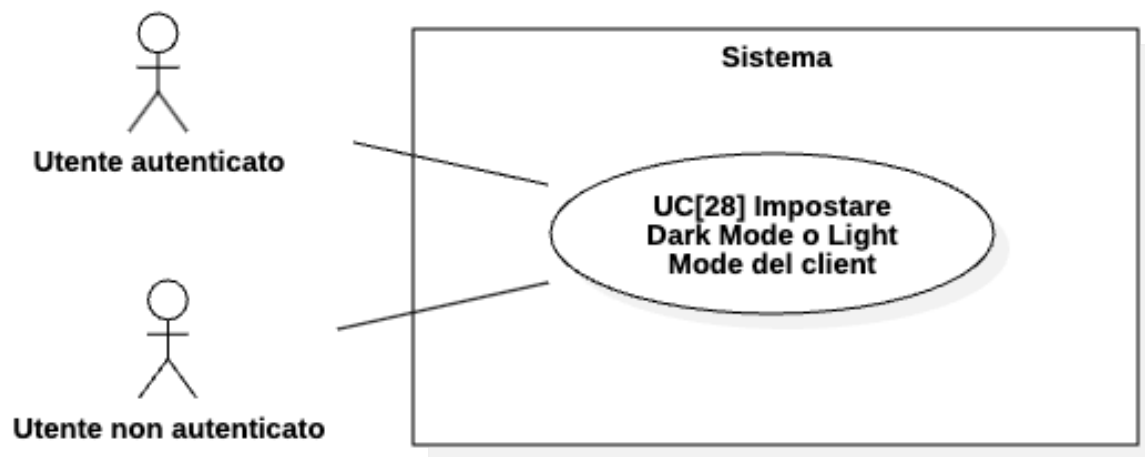 Sistema
Utente autenticato
UC[28] Impostare
Dark Mode o Light
Mode del client
Utente non autenticato